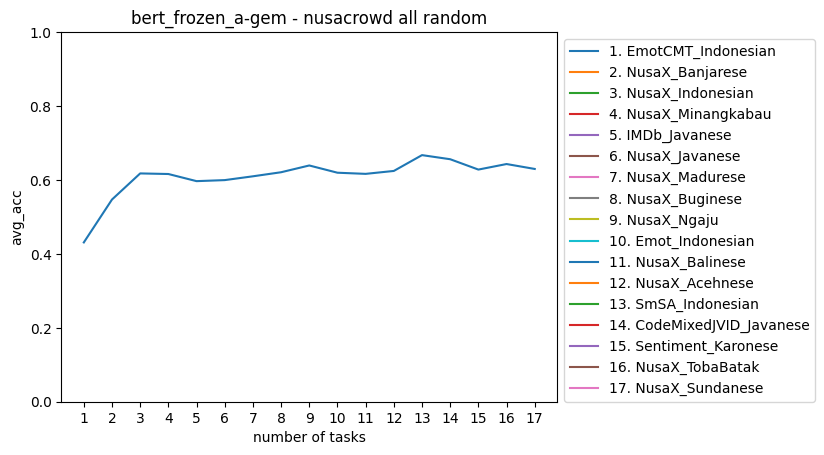 bert_frozen_a-gem - nusacrowd all random
1.0
0.8
0.6
0.4
0.2
0.0
avg_acc
1 2 3 4 5 6 7 8 9 10 11 12 13 14 15 16 17
number of tasks
1. EmotCMT_Indonesian
2. NusaX_Banjarese
3. NusaX_Indonesian
4. NusaX_Minangkabau
5. IMDb_Javanese
6. NusaX_Javanese
7. NusaX_Madurese
8. NusaX_Buginese
9. NusaX_Ngaju
10. Emot_Indonesian
11. NusaX_Balinese
12. NusaX_Acehnese
13. SmSA_Indonesian
14. CodeMixedJVID_Javanese
15. Sentiment_Karonese
16. NusaX_TobaBatak
17. NusaX_Sundanese